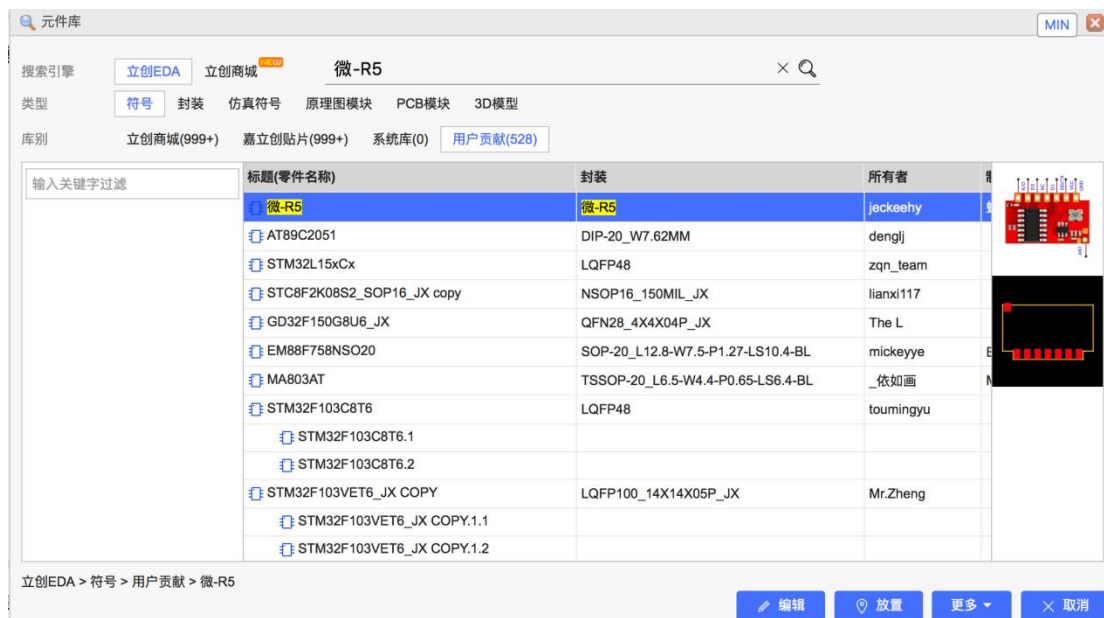 元件库
MIN
搜索引擎 立创EDA 立创商城 NEW 微-R5
类型 符号 封装 仿真符号 原理图模块 PCB模块 3D模型
库别 立创商城(999+) 嘉立创贴片(999+) 系统库(0) 用户贡献(528)
输入关键字过滤
标题(零件名称) 封装 所有者
微-R5 微-R5 jeckeehy
AT89C2051 DIP-20_W7.62MM denglj
STM32L15xCx LQFP48 zqn_team
STC8F2K08S2_SOP16_JX copy NSOP16_150MIL_JX lianxi117
GD32F150G8U6_JX QFN28_4X4X04P_JX The L
EM88F758NSO20 SOP-20_L12.8-W7.5-P1.27-LS10.4-BL mickeyye
MA803AT TSSOP-20_L6.5-W4.4-P0.65-LS6.4-BL _依如画
STM32F103C8T6 LQFP48 toumingyu
STM32F103C8T6.1
STM32F103C8T6.2
STM32F103VET6_JX COPY LQFP100_14X14X05P_JX Mr.Zheng
STM32F103VET6_JX COPY.1.1
STM32F103VET6_JX COPY.1.2
ANT
立创EDA > 符号 > 用户贡献 > 微-R5
编辑 放置 更多 取消